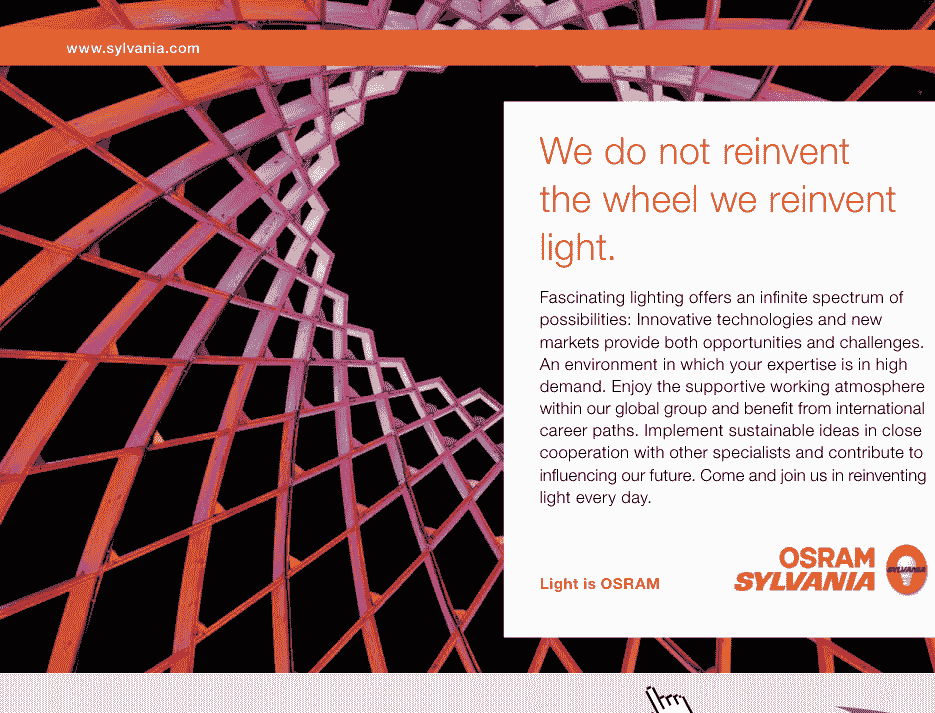 www.sylvania.com
We do not reinvent
the wheel we reinvent
light.
Fascinating lighting offers an infinite spectrum of
possibilities: Innovative technologies and new
markets provide both opportunities and challenges.
An environment in which your expertise is in high
demand. Enjoy the supportive working atmosphere
within our global group and benefit from international
career paths. Implement sustainable ideas in close
cooperation with other specialists and contribute to
influencing our future. Come and join us in reinventing
light every day.
Light is OSRAM
OSRAM
SYLVANIA
SYLVANIA